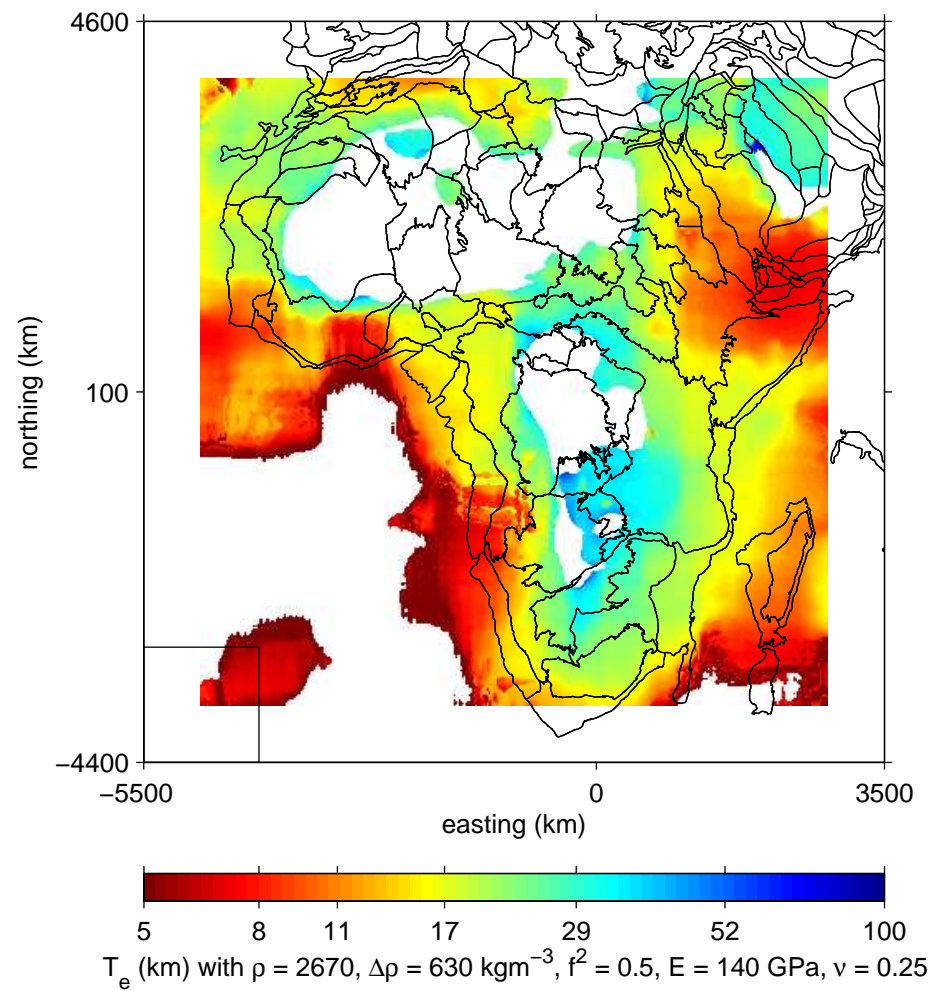 4600
northing (km)
100
−4400
−5500 0 3500
easting (km)
5 8 11 17 29 52 100
Tₑ (km) with ρ = 2670, Δρ = 630 kgm⁻³, f² = 0.5, E = 140 GPa, ν = 0.25